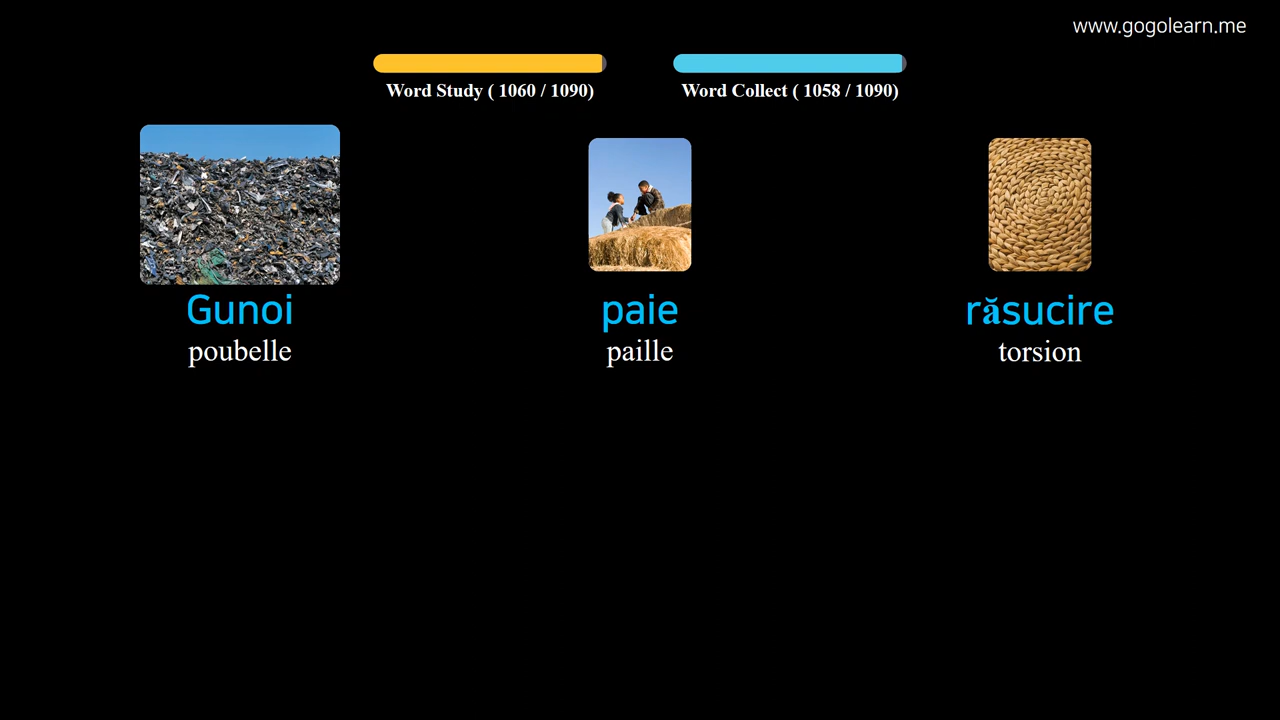 www.gogolearn.me
Word Study ( 1060 / 1090)
Word Collect ( 1058 / 1090)
Gunoi
poubelle
paie
paille
răsucire
torsion